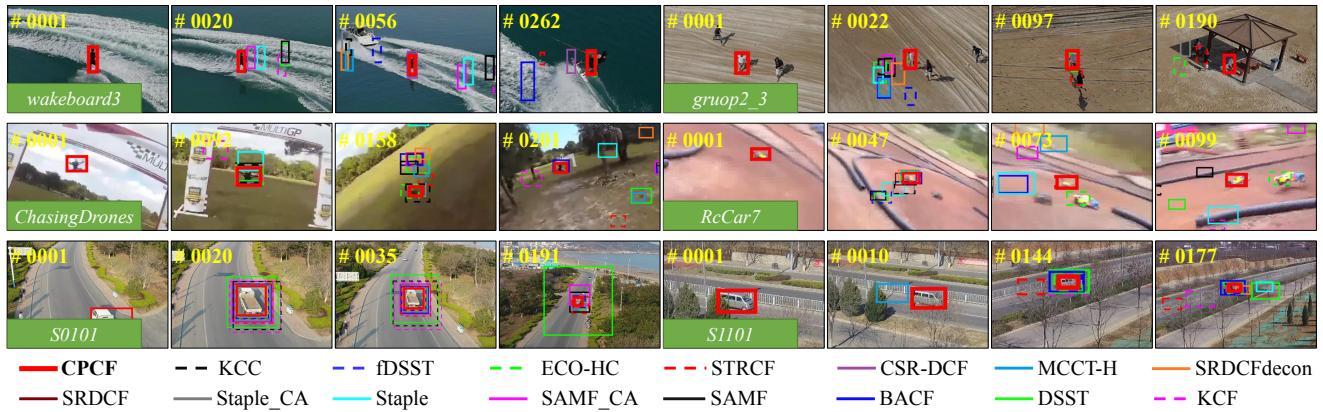 # 0001 # 0020 # 0056 # 0262 # 0001 # 0022 # 0097 # 0190
wakeboard3 gruop2_3
# 0001 # 0092 # 0158 # 0201 # 0001 # 0047 # 0073 # 0099
MULTIGP
MULTI
ChasingDrones RcCar7
# 0001 # 0020 # 0035 # 0191 # 0001 # 0010 # 0144 # 0177
S0101 S1101
CPCF KCC fDSST ECO-HC STRCF CSR-DCF MCCT-H SRDCFdecon
SRDCF Staple_CA Staple SAMF_CA SAMF BACF DSST KCF